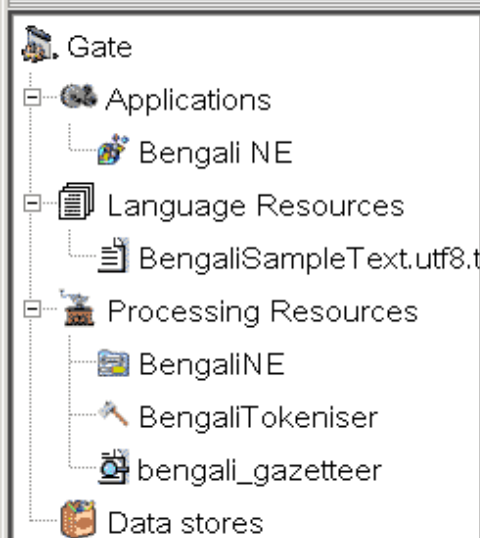 Gate
Applications
Bengali NE
Language Resources
BengaliSampleText.utf8.t
Processing Resources
BengaliNE
BengaliTokeniser
bengali_gazetteer
Data stores